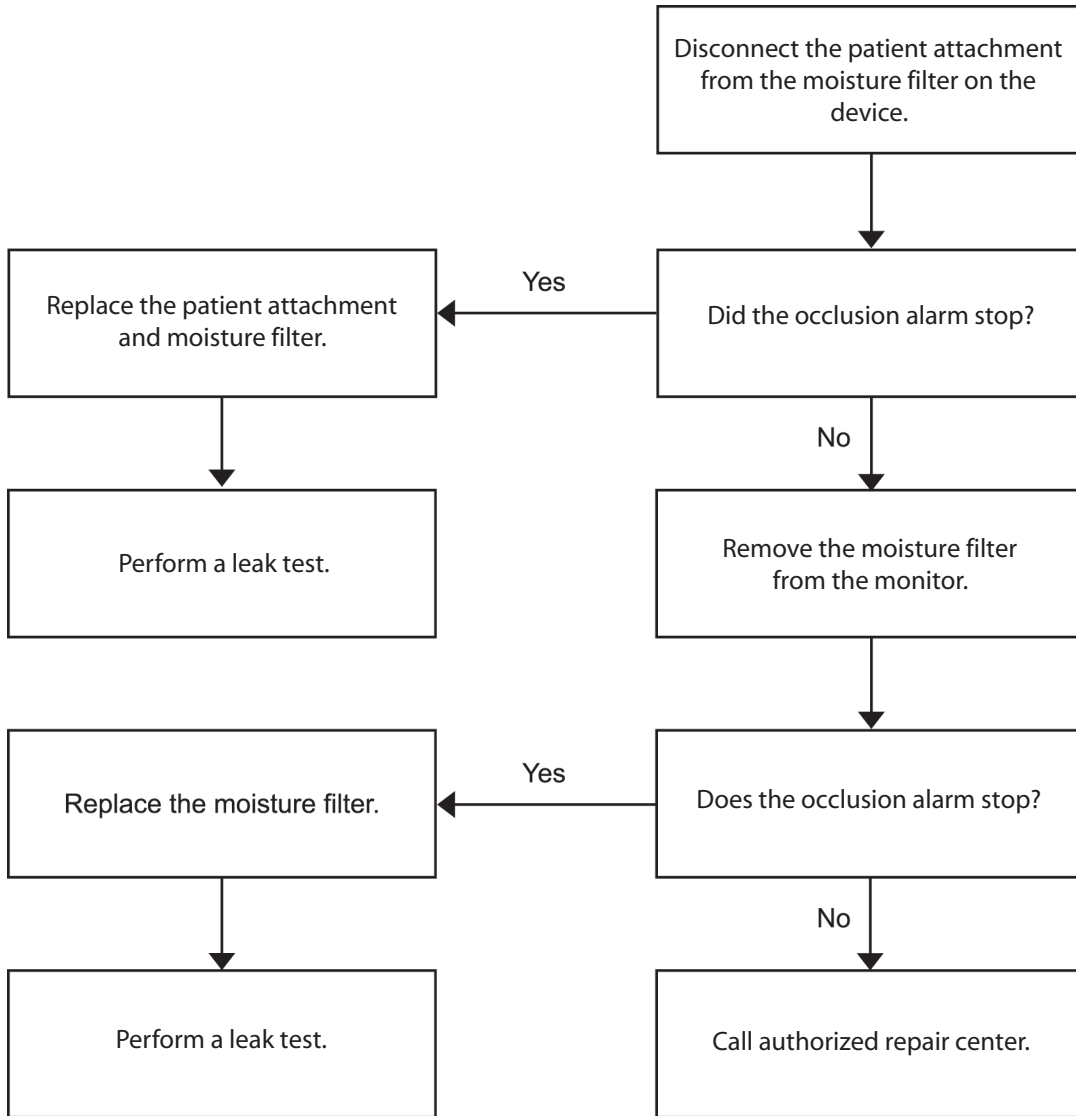 Disconnect the patient attachment
from the moisture filter on the
device.
Yes
Replace the patient attachment
and moisture filter.
Did the occlusion alarm stop?
No
Perform a leak test.
Remove the moisture filter
from the monitor.
Yes
Replace the moisture filter.
Does the occlusion alarm stop?
No
Perform a leak test.
Call authorized repair center.